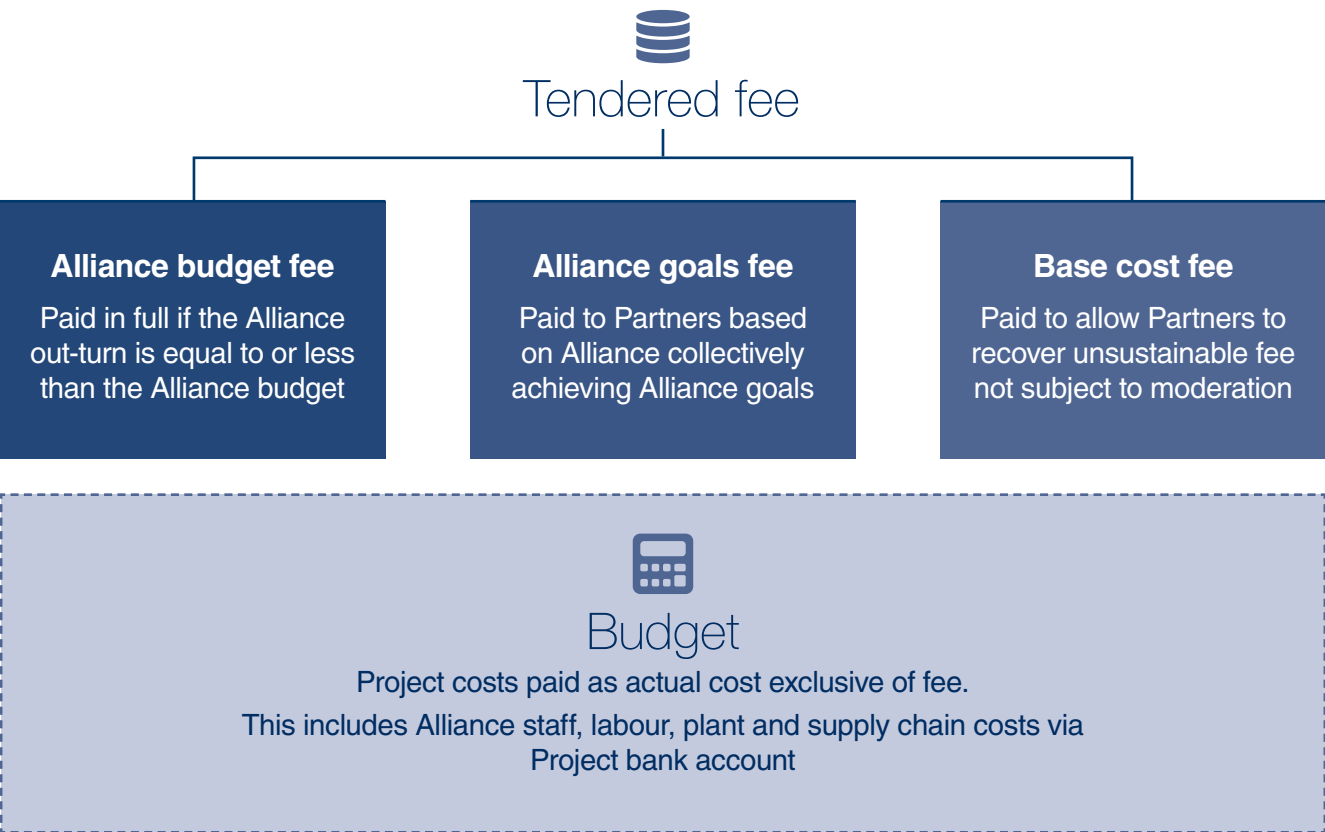 Tendered fee
Alliance budget fee
Paid in full if the Alliance
out-turn is equal to or less
than the Alliance budget
Alliance goals fee
Paid to Partners based
on Alliance collectively
achieving Alliance goals
Base cost fee
Paid to allow Partners to
recover unsustainable fee
not subject to moderation
Budget
Project costs paid as actual cost exclusive of fee.
This includes Alliance staff, labour, plant and supply chain costs via
Project bank account